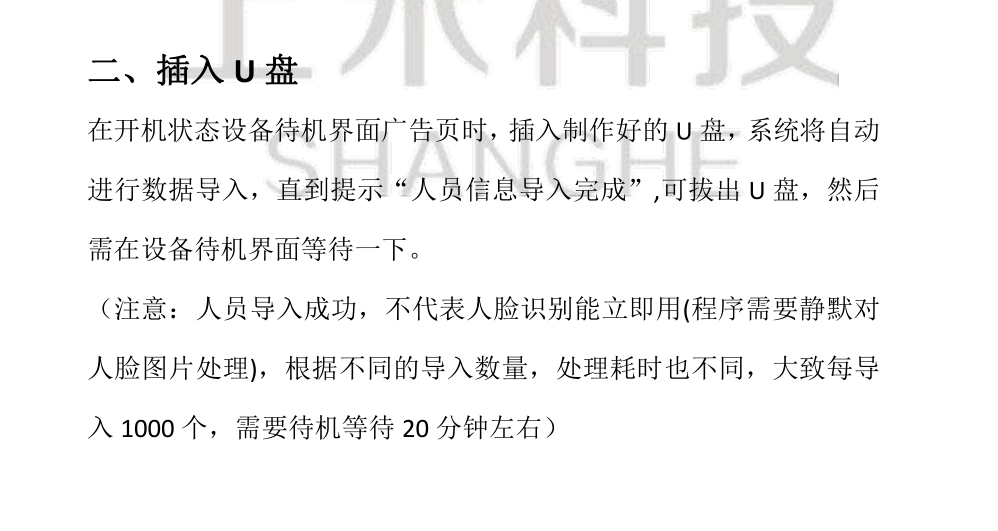 二、插入 U 盘
在开机状态设备待机界面广告页时，插入制作好的 U 盘，系统将自动
进行数据导入，直到提示“人员信息导入完成”,可拔出 U 盘，然后
需在设备待机界面等待一下。
（注意：人员导入成功，不代表人脸识别能立即用(程序需要静默对
人脸图片处理)，根据不同的导入数量，处理耗时也不同，大致每导
入 1000 个，需要待机等待 20 分钟左右）
科技
SHANGHE